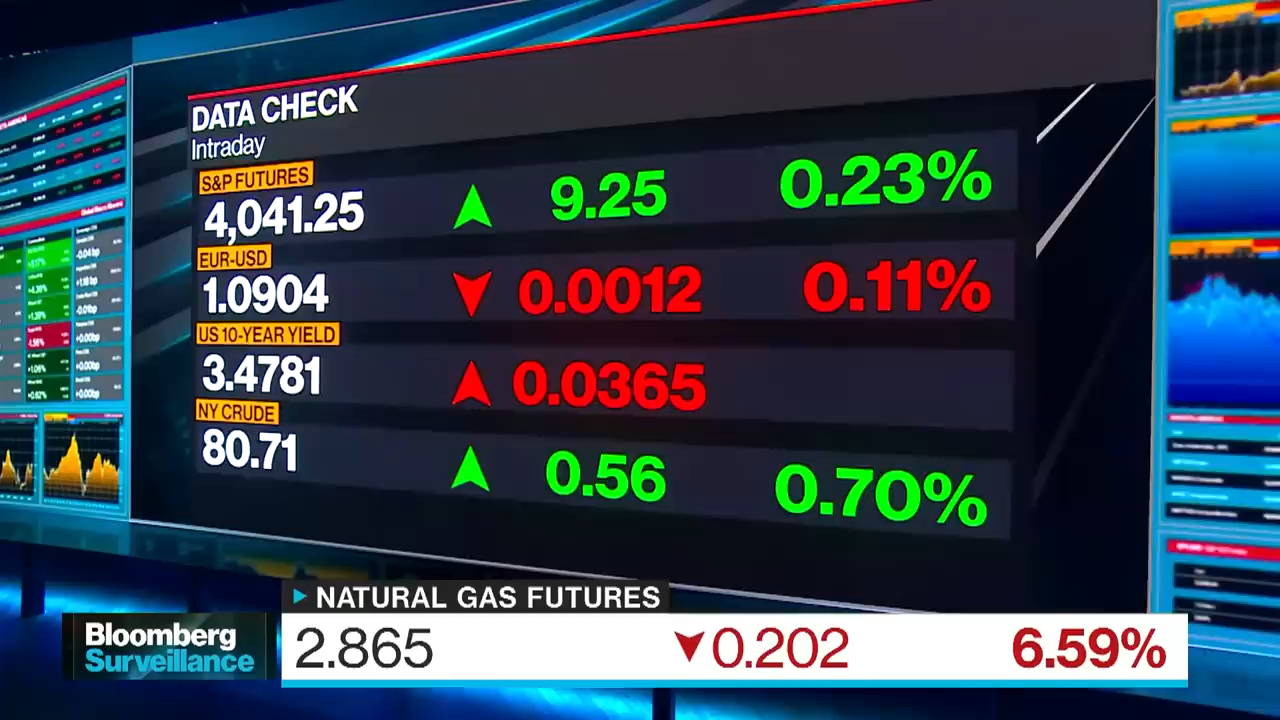 DATA CHECK
Intraday
S&P FUTURES
4,041.25 ▲ 9.25 0.23%
EUR-USD
1.0904 ▼ 0.0012 0.11%
US 10-YEAR YIELD
3.4781 ▲ 0.0365
NY CRUDE
80.71 ▲ 0.56 0.70%
NATURAL GAS FUTURES
Bloomberg
Surveillance
2.865 ▼0.202 6.59%